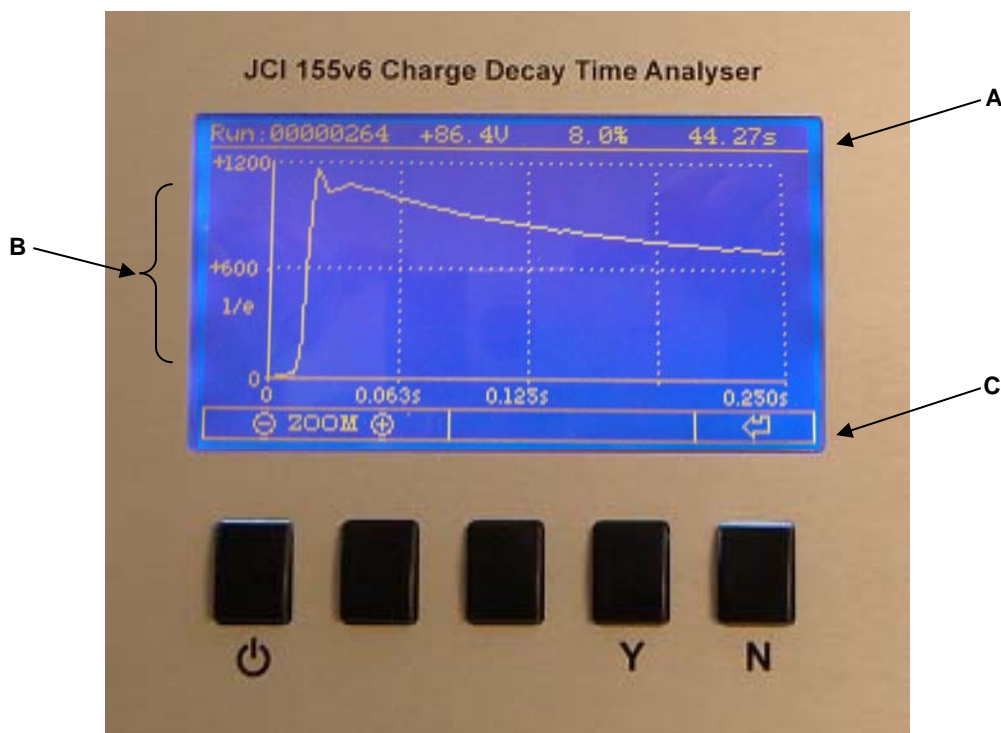 JCI 155v6 Charge Decay Time Analyser
A
Run:00000264 +86.4V 8.0% 44.27s
+1200
B
+600
1/e
0
0 0.063s 0.125s 0.250s
C
⊖ ZOOM ⊕
Y N